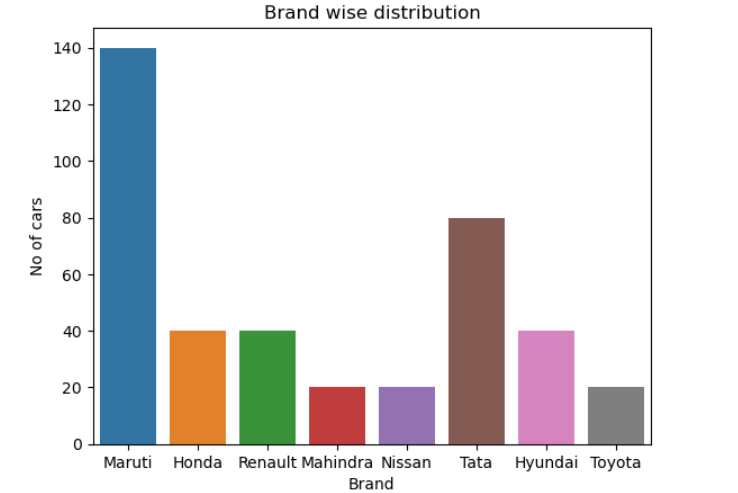 Brand wise distribution
No of cars
140
120
100
80
60
40
20
0
Maruti Honda Renault Mahindra Nissan Tata Hyundai Toyota
Brand